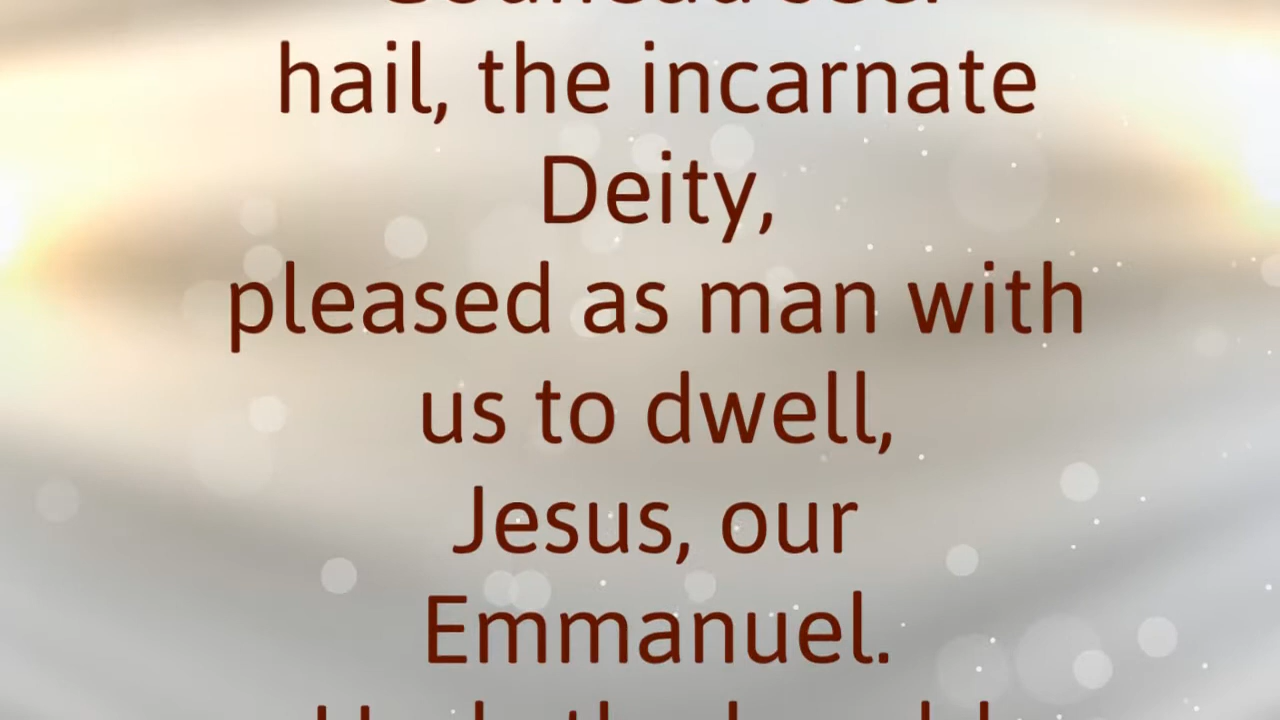 hail, the incarnate
Deity,
pleased as man with
us to dwell,
Jesus, our
Emmanuel.